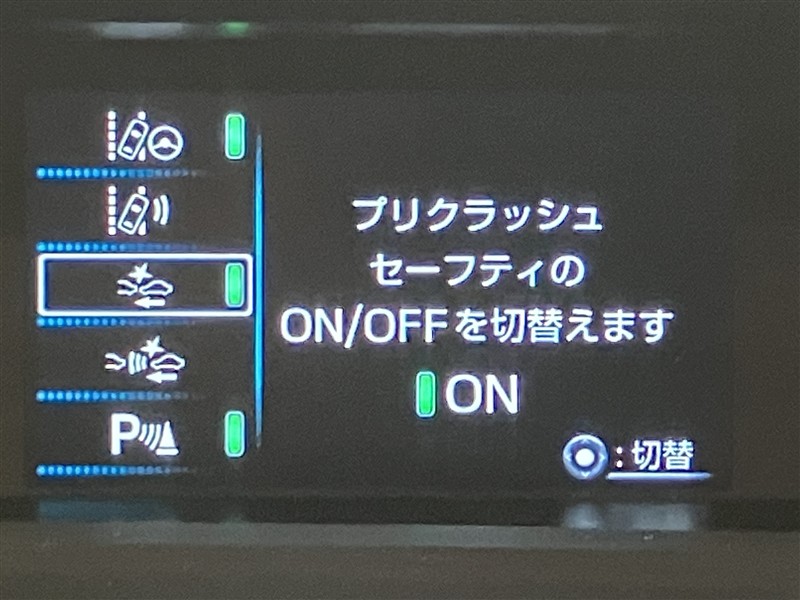 プリクラッシュ
セーフティの
ON/OFFを切替えます
ON
P
:切替